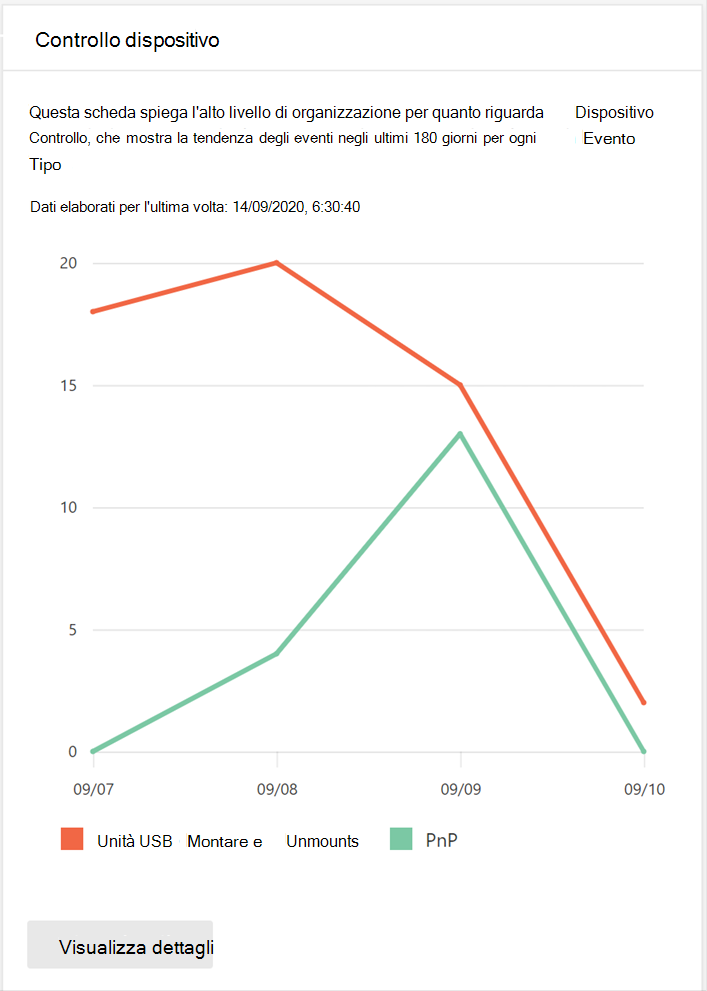 Controllo dispositivo
Questa scheda spiega l'alto livello di organizzazione per quanto riguarda Dispositivo
Controllo, che mostra la tendenza degli eventi negli ultimi 180 giorni per ogni Evento
Tipo
Dati elaborati per l'ultima volta: 14/09/2020, 6:30:40
20
15
10
5
0
09/07 09/08 09/09 09/10
Unità USB Montare e Unmounts PnP
Visualizza dettagli